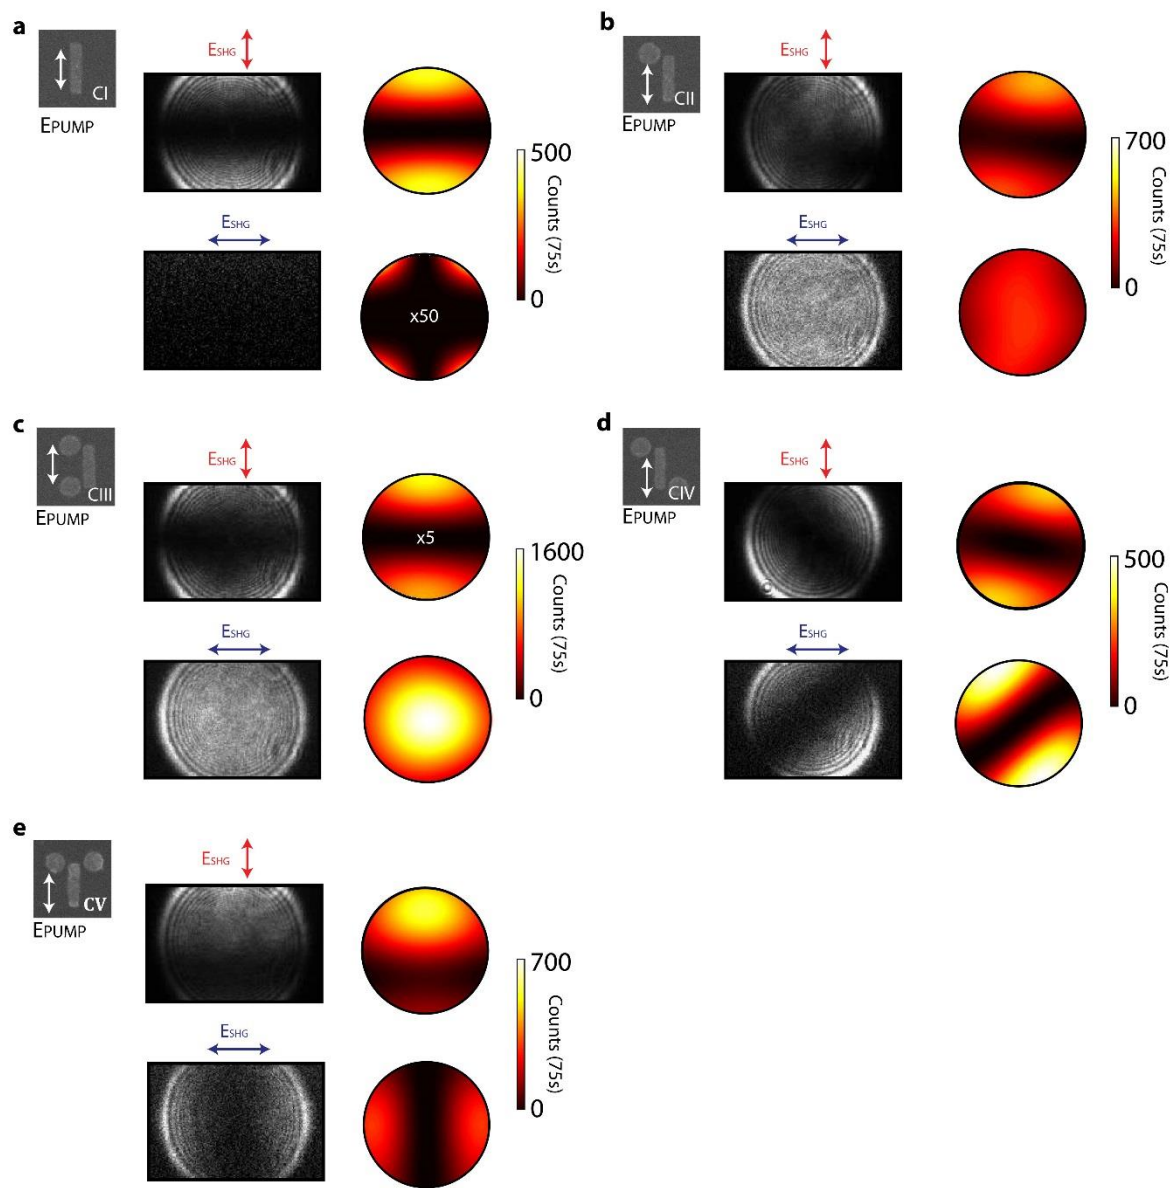 a
CI
EPUMP
ESHG
ESHG
x50
500
0
Counts (75s)
b
CII
EPUMP
ESHG
ESHG
700
0
Counts (75s)
c
CIII
EPUMP
ESHG
x5
ESHG
1600
0
Counts (75s)
d
CIV
EPUMP
ESHG
ESHG
500
0
Counts (75s)
e
CV
EPUMP
ESHG
ESHG
700
0
Counts (75s)